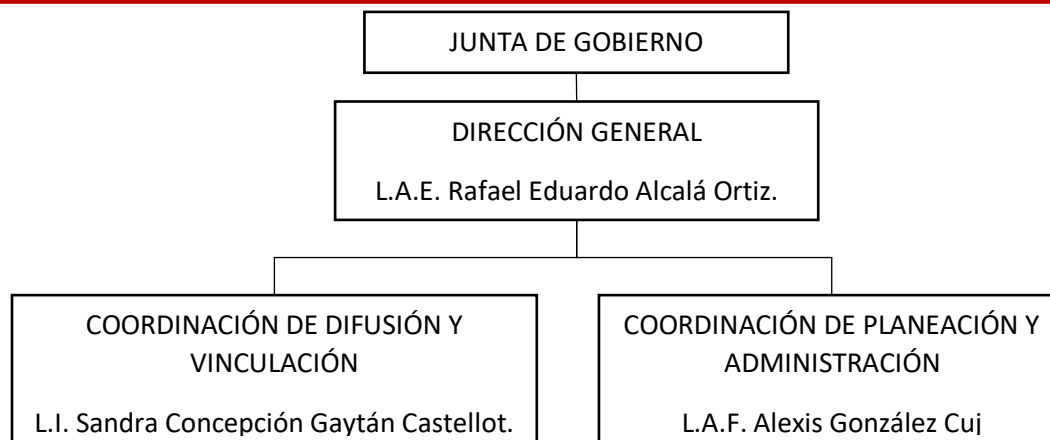 JUNTA DE GOBIERNO
DIRECCIÓN GENERAL
L.A.E. Rafael Eduardo Alcalá Ortiz.
COORDINACIÓN DE DIFUSIÓN Y
VINCULACIÓN
L.I. Sandra Concepción Gaytán Castellot.
COORDINACIÓN DE PLANEACIÓN Y
ADMINISTRACIÓN
L.A.F. Alexis González Cuj